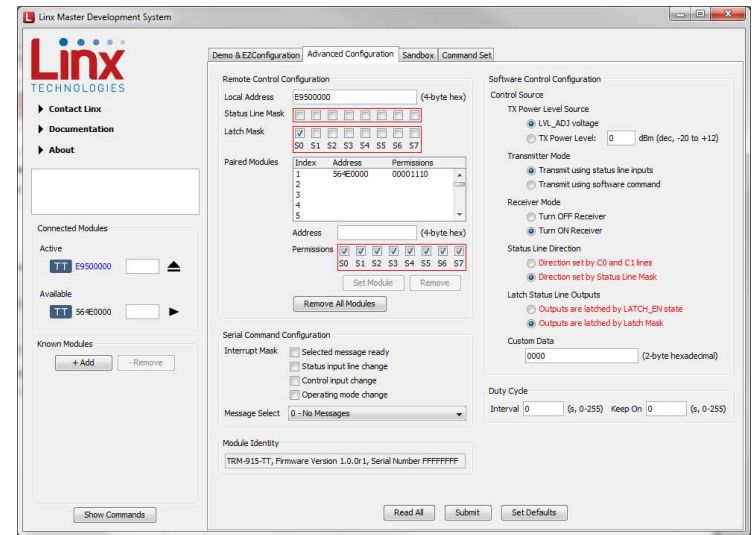 Linx Master Development System
Linx
TECHNOLOGIES
Contact Linx
Documentation
About
Connected Modules
Active
TT E9500000
Available
TT 564E0000
Known Modules
+ Add - Remove
Show Commands
Demo & EZConfiguration Advanced Configuration Sandbox Command Set
Remote Control Configuration
Local Address E9500000 (4-byte hex)
Status Line Mask
Latch Mask
S0 S1 S2 S3 S4 S5 S6 S7
Paired Modules Index Address Permissions
1 564E0000 00001110
2
3
4
5
Address (4-byte hex)
Permissions
S0 S1 S2 S3 S4 S5 S6 S7
Set Module Remove
Remove All Modules
Serial Command Configuration
Interrupt Mask Selected message ready
Status input line change
Control input change
Operating mode change
Message Select 0 - No Messages
Module Identity
TRM-915-TT, Firmware Version 1.0.0r1, Serial Number FFFFFFFF
Software Control Configuration
Control Source
TX Power Level Source
LVL_ADJ voltage
TX Power Level: 0 dBm (dec, -20 to +12)
Transmitter Mode
Transmit using status line inputs
Transmit using software command
Receiver Mode
Turn OFF Receiver
Turn ON Receiver
Status Line Direction
Direction set by C0 and C1 lines
Direction set by Status Line Mask
Latch Status Line Outputs
Outputs are latched by LATCH_EN state
Outputs are latched by Latch Mask
Custom Data
0000 (2-byte hexadecimal)
Duty Cycle
Interval 0 (s, 0-255) Keep On 0 (s, 0-255)
Read All Submit Set Defaults